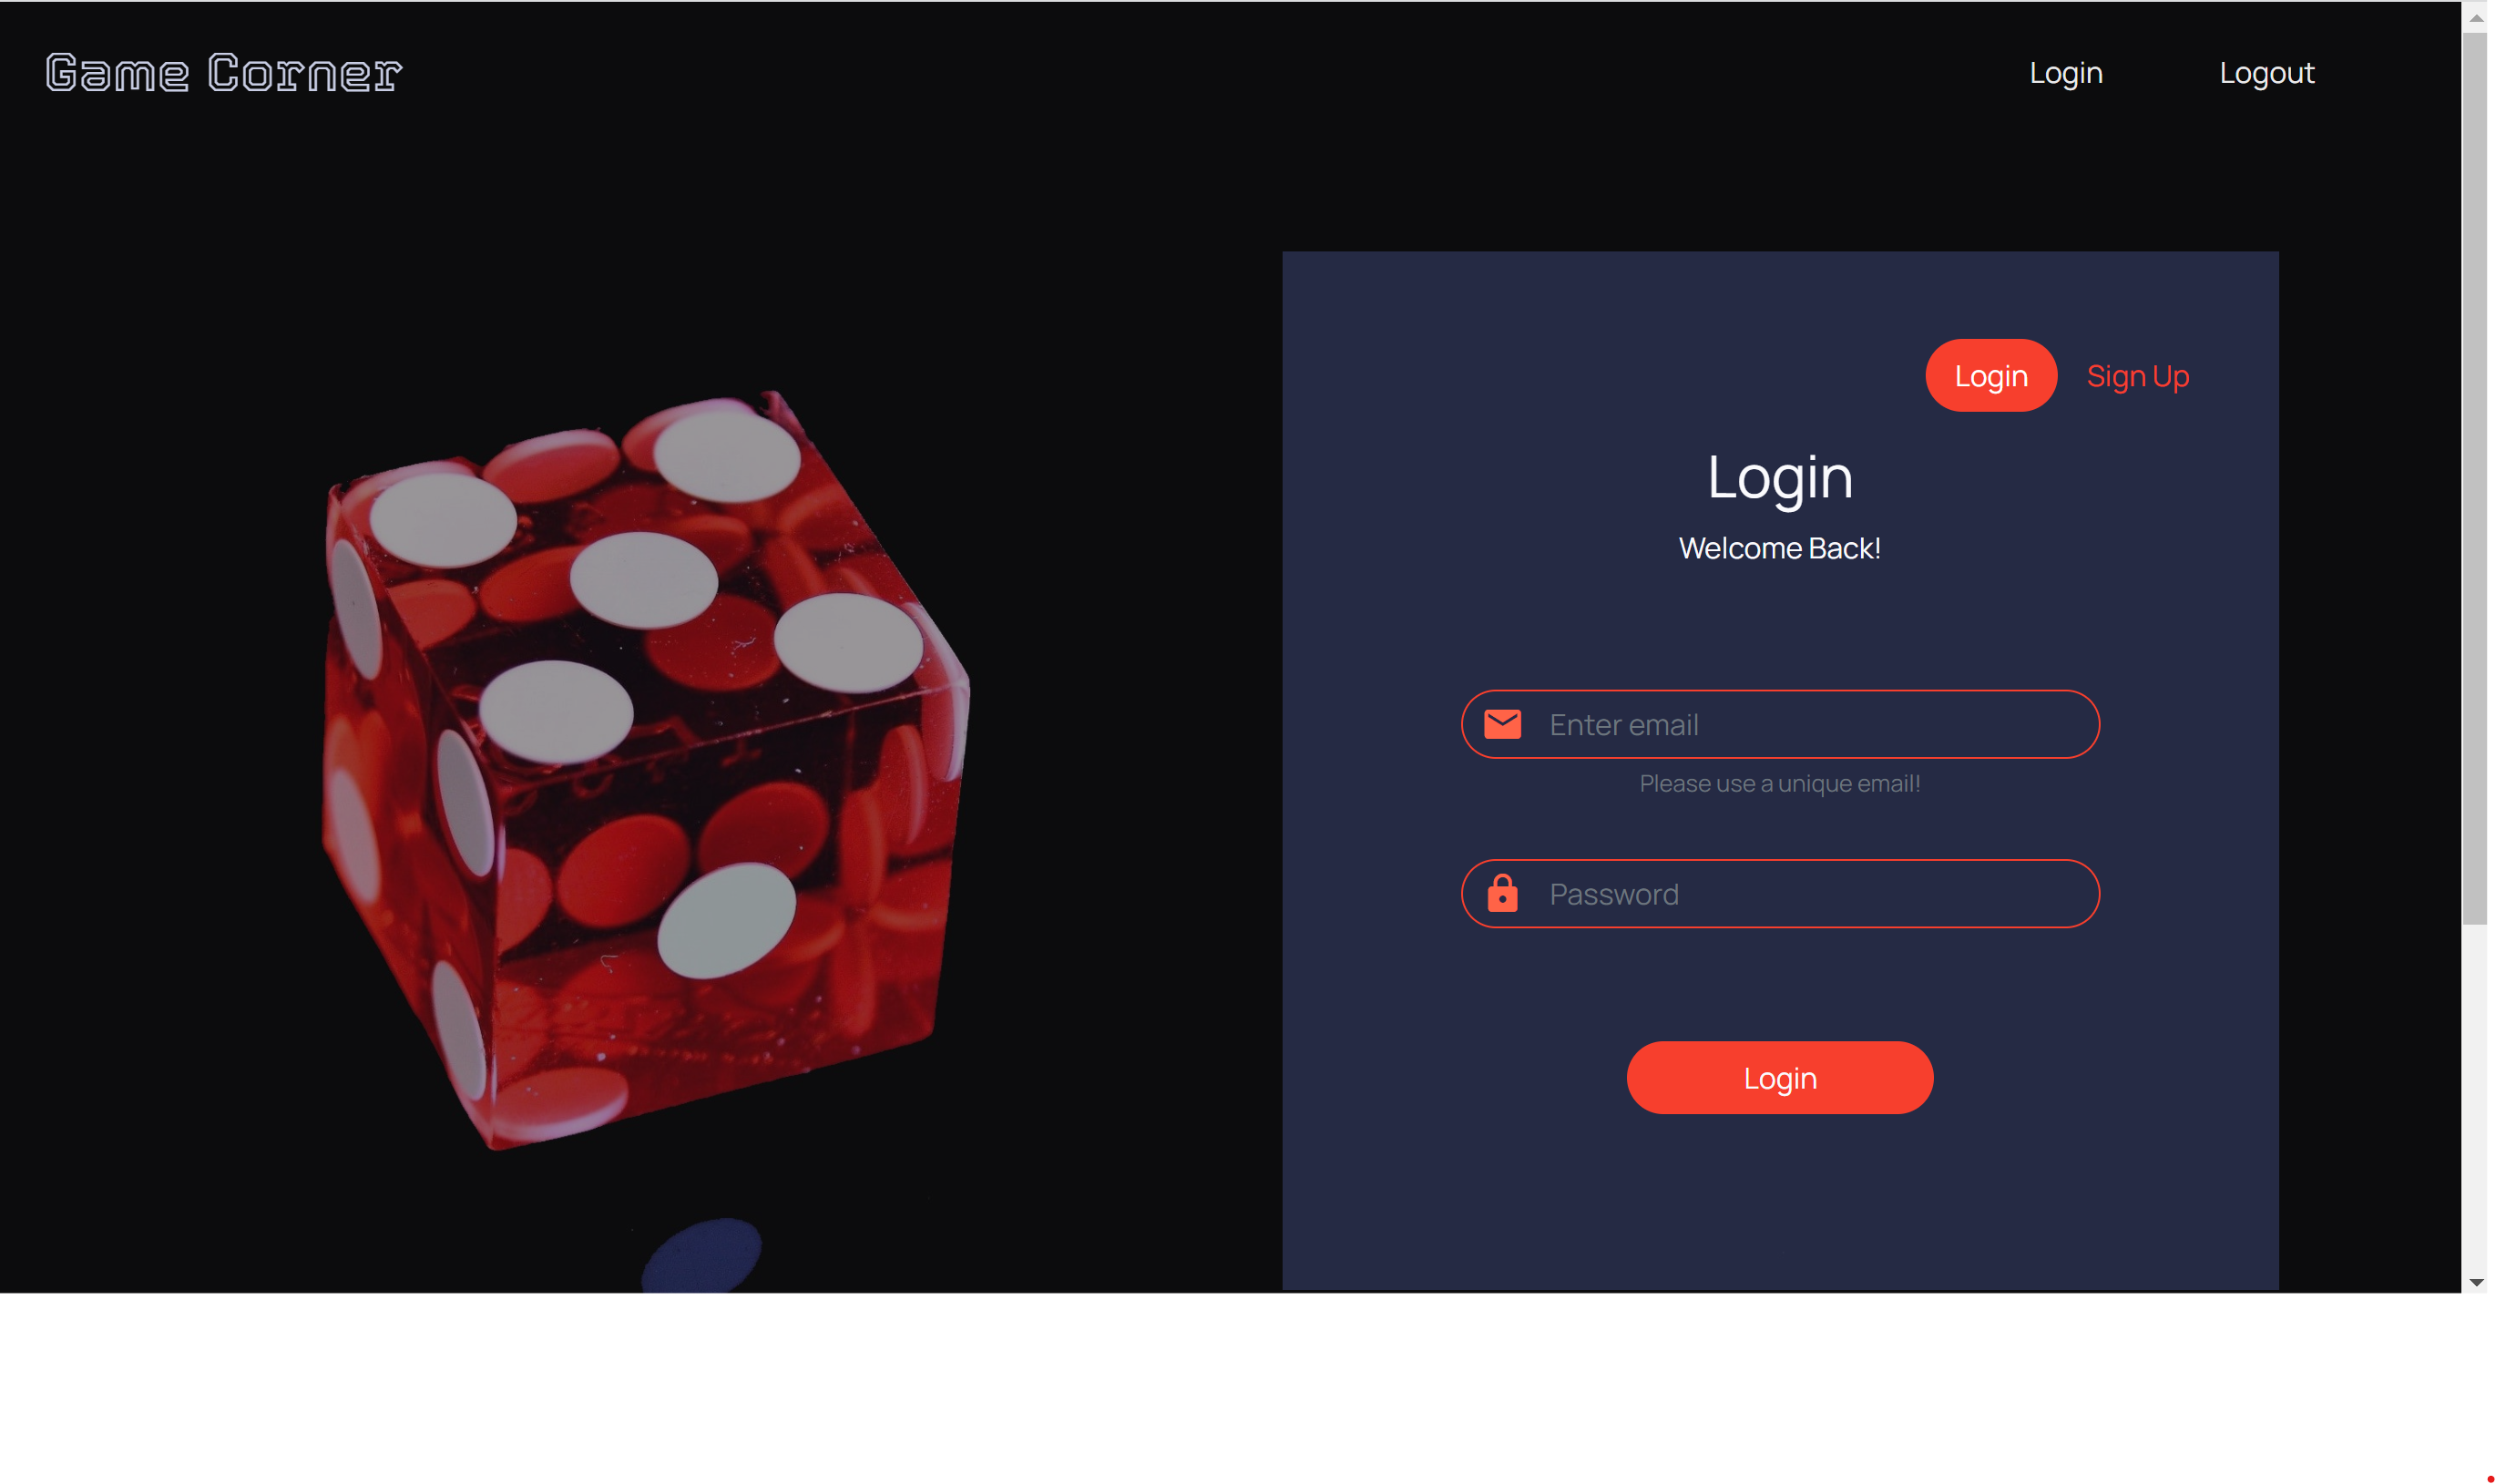 Game Corner
Login
Logout
Login
Sign Up
Login
Welcome Back!
Enter email
Please use a unique email!
Password
Login